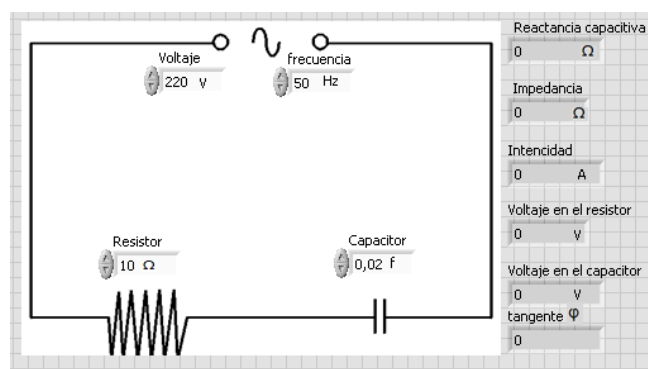 Voltaje
220 V
frecuencia
50 Hz
Resistor
10 Ω
Capacitor
0,02 f
Reactancia capacitiva
0 Ω
Impedancia
0 Ω
Intencidad
0 A
Voltaje en el resistor
0 V
Voltaje en el capacitor
0 V
tangente φ
0